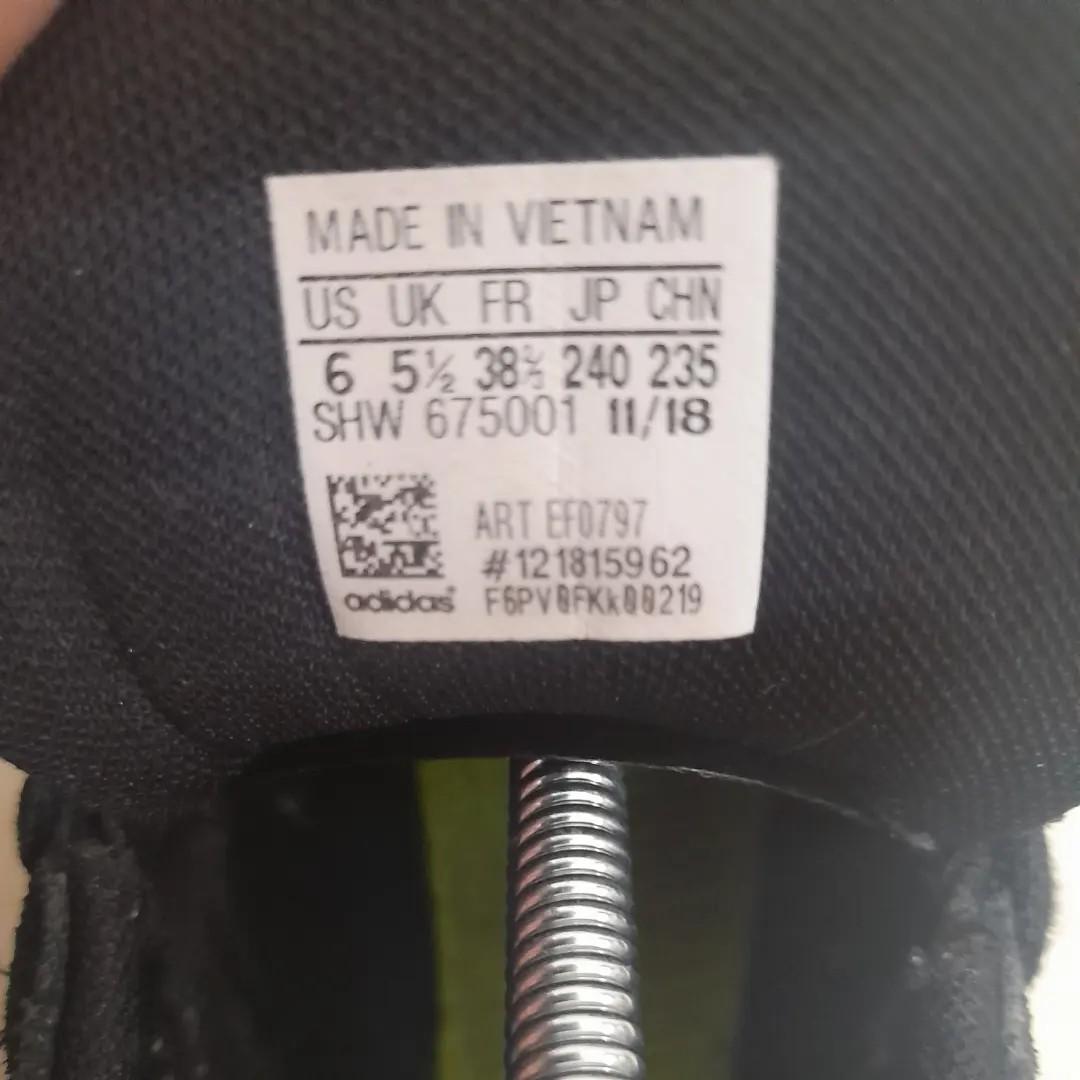 MADE IN VIETNAM
US UK FR JP CHN
6 5½ 38⅔ 240 235
SHW 675001 11/18
ART EF0797
#121815962
adidas F6PV0FKk00219